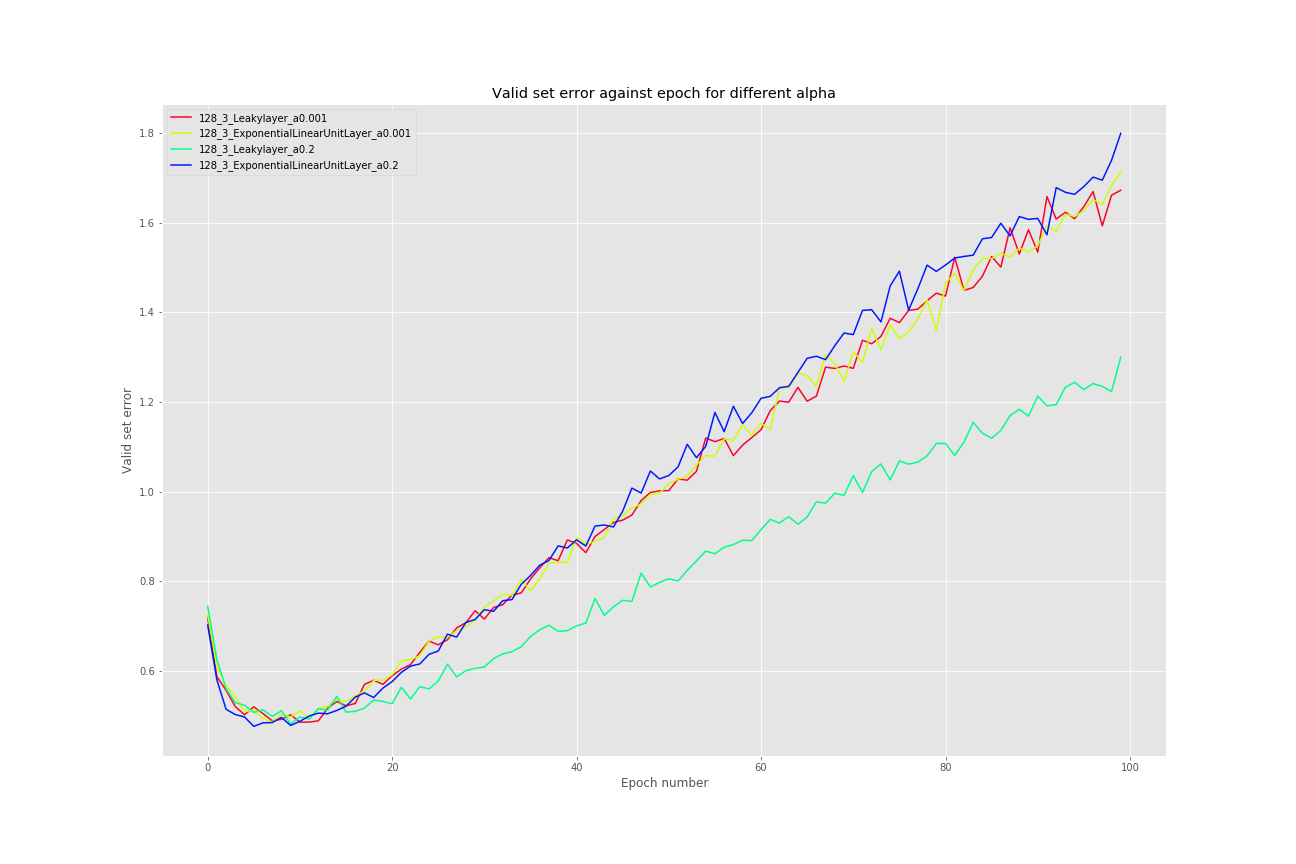 Valid set error against epoch for different alpha
128_3_Leakylayer_a0.001
128_3_ExponentialLinearUnitLayer_a0.001
128_3_Leakylayer_a0.2
128_3_ExponentialLinearUnitLayer_a0.2
1.8
1.6
1.4
1.2
1.0
0.8
0.6
Valid set error
0 20 40 60 80 100
Epoch number